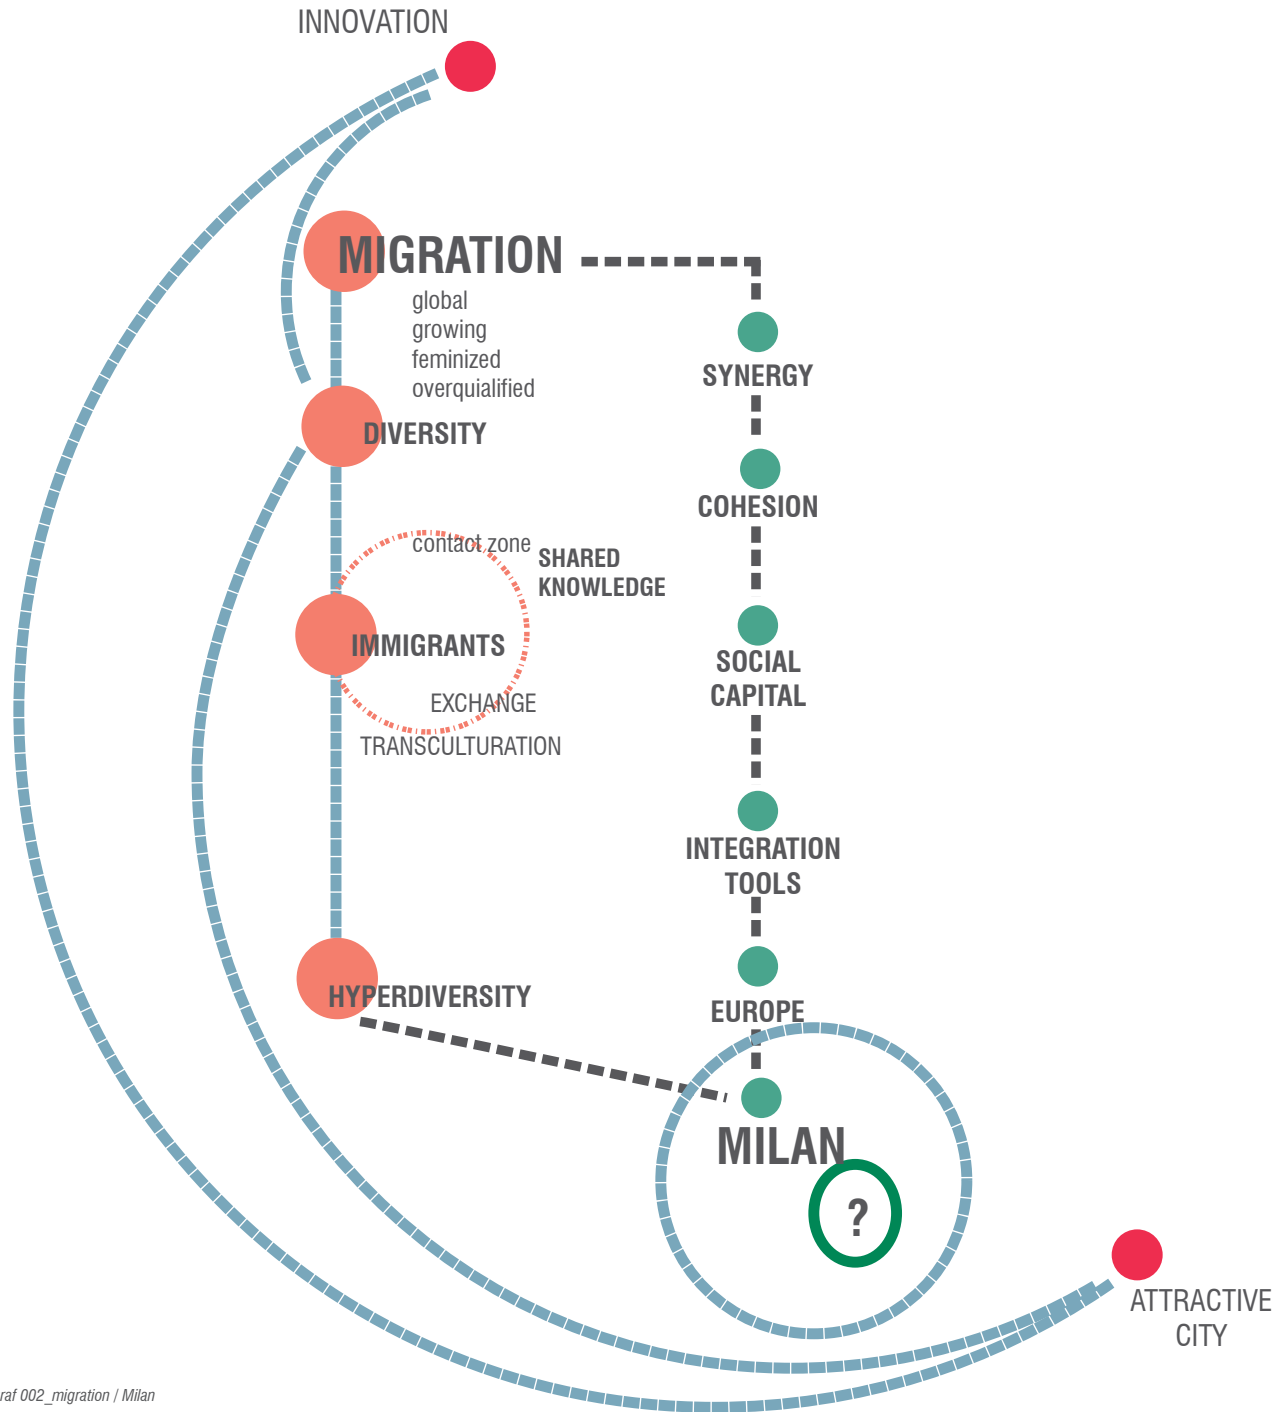 INNOVATION
MIGRATION
global
growing
feminized
overquialified
SYNERGY
DIVERSITY
COHESION
contact zone
SHARED
KNOWLEDGE
IMMIGRANTS
SOCIAL
CAPITAL
EXCHANGE
TRANSCULTURATION
INTEGRATION
TOOLS
HYPERDIVERSITY
EUROPE
MILAN
?
ATTRACTIVE
CITY
raf 002_migration / Milan